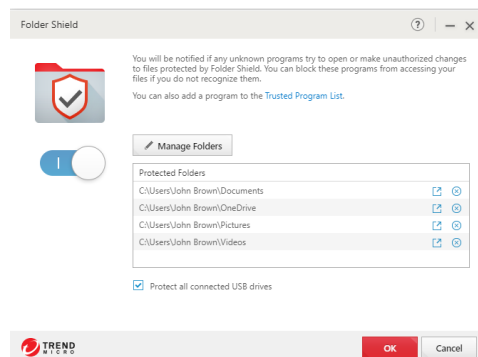 Folder Shield
?
You will be notified if any unknown programs try to open or make unauthorized changes
to files protected by Folder Shield. You can block these programs from accessing your
files if you do not recognize them.
You can also add a program to the Trusted Program List.
Manage Folders
Protected Folders
C:\Users\John Brown\Documents
C:\Users\John Brown\OneDrive
C:\Users\John Brown\Pictures
C:\Users\John Brown\Videos
Protect all connected USB drives
TREND
MICRO
OK
Cancel